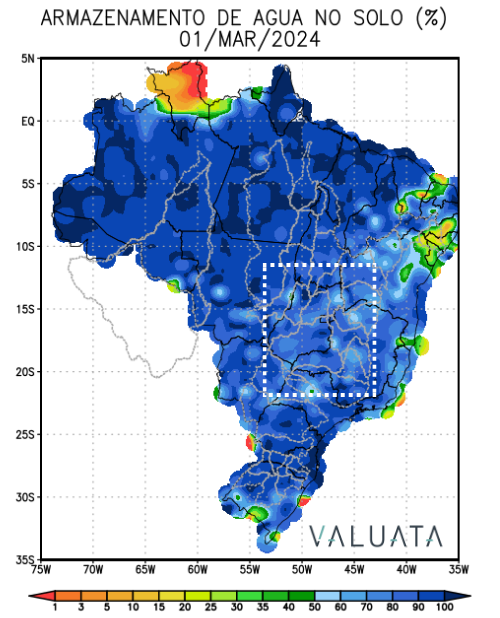 ARMAZENAMENTO DE AGUA NO SOLO (%)
01/MAR/2024
5N
EQ
5S
10S
15S
20S
25S
30S
35S
VALUATA
75W 70W 65W 60W 55W 50W 45W 40W 35W
1 3 5 10 15 20 25 35 40 50 60 70 80 90 100